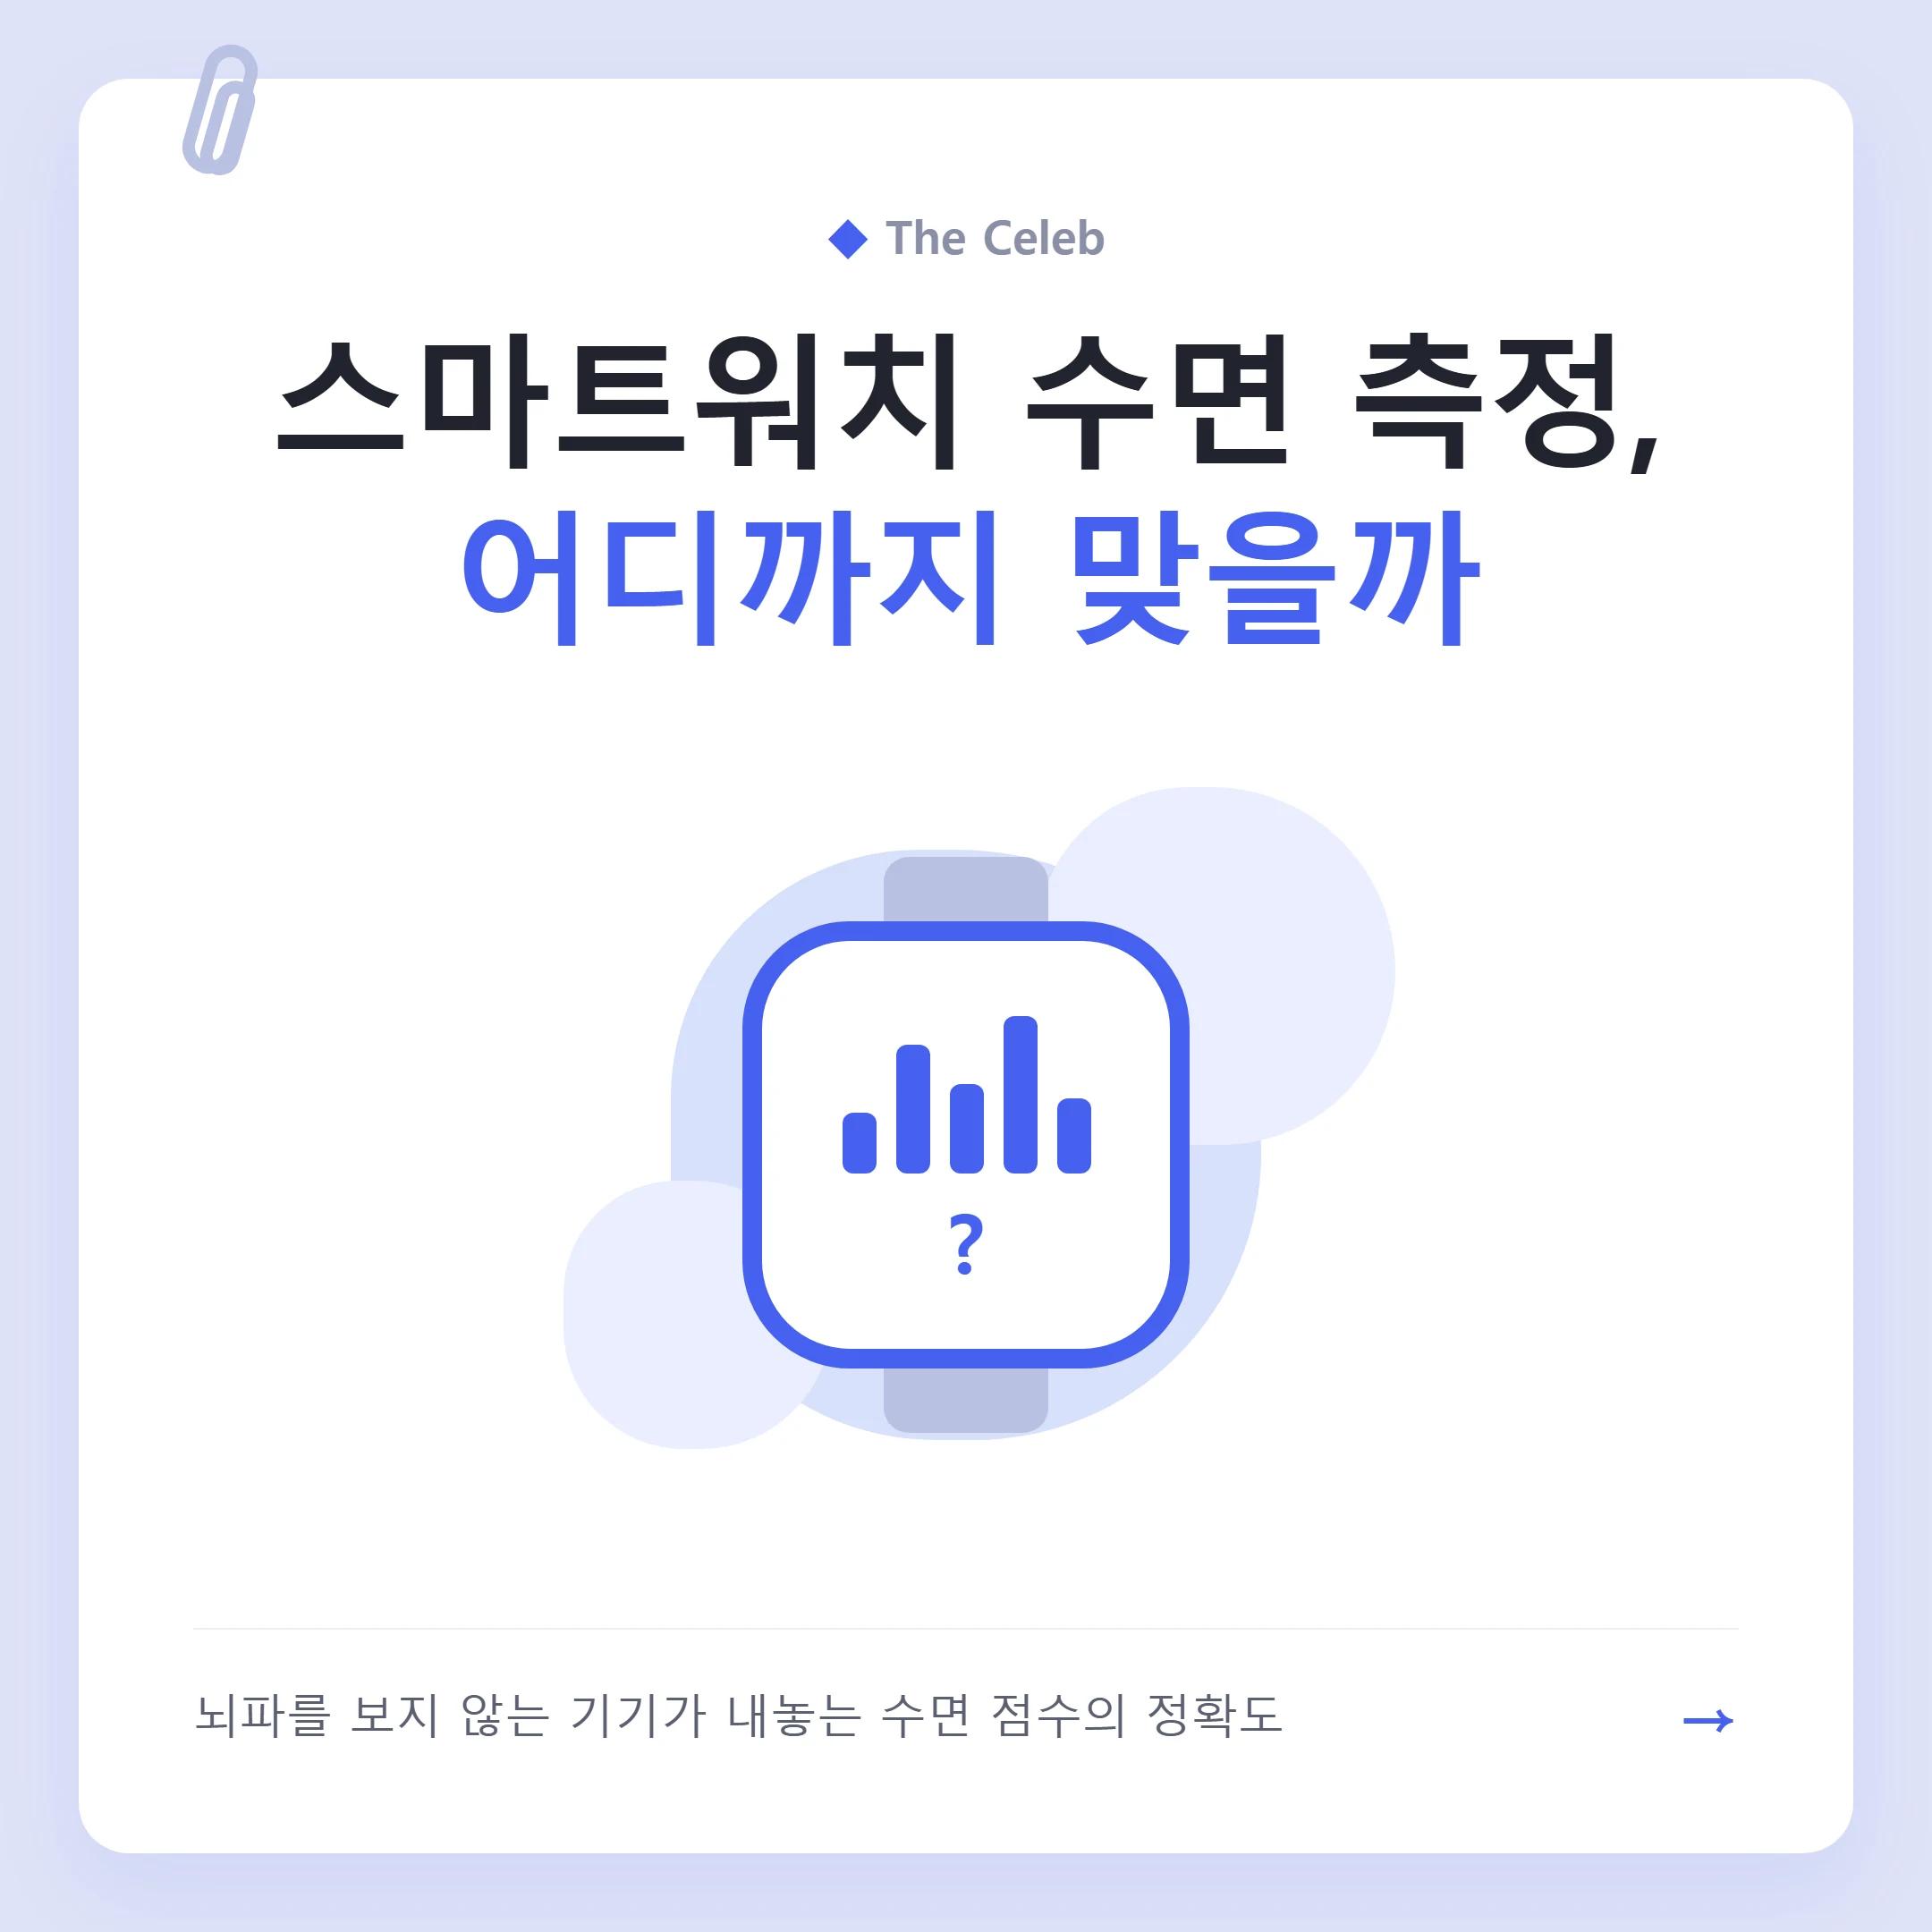 The Celeb
스마트워치 수면 측정,
어디까지 맞을까
?
뇌파를 보지 않는 기기가 내놓는 수면 점수의 정확도
→